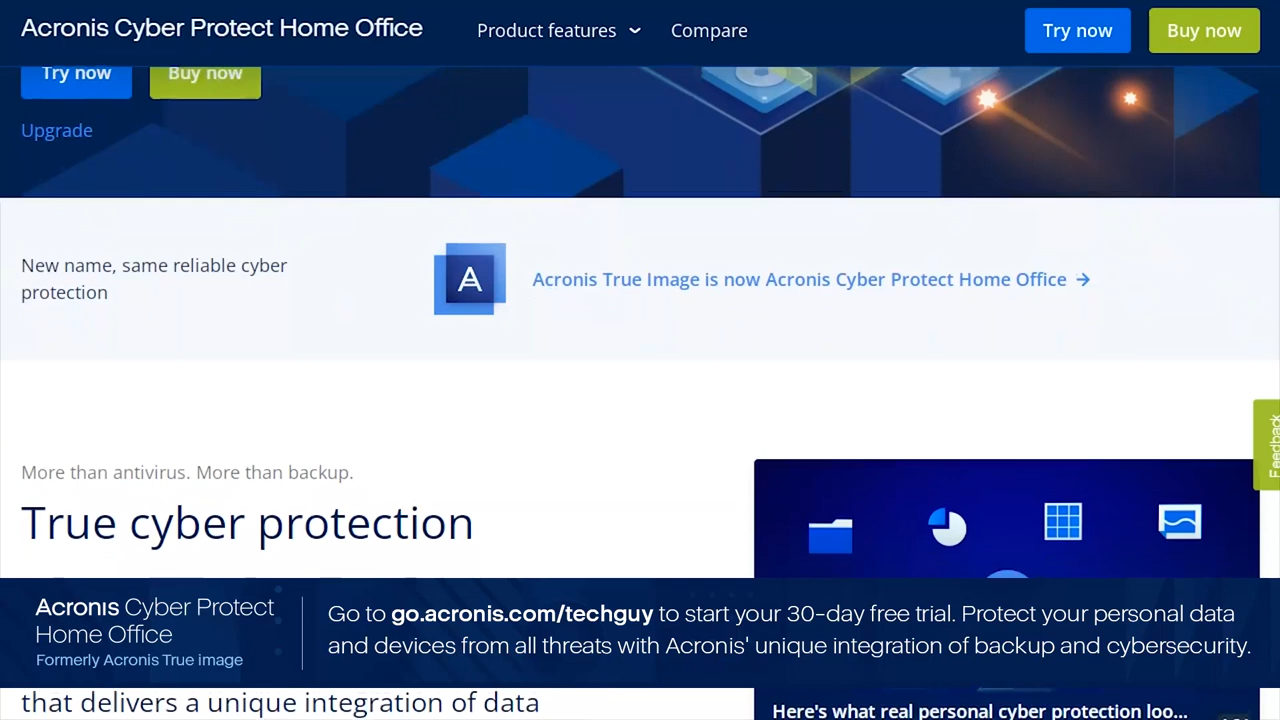 Acronis Cyber Protect Home Office
Product features
Compare
Try now
Buy now
Try now
Buy now
Upgrade
New name, same reliable cyber
protection
A
Acronis True Image is now Acronis Cyber Protect Home Office →
Feedback
More than antivirus. More than backup.
True cyber protection
Acronis Cyber Protect
Home Office
Formerly Acronis True image
Go to go.acronis.com/techguy to start your 30-day free trial. Protect your personal data
and devices from all threats with Acronis' unique integration of backup and cybersecurity.
that delivers a unique integration of data
Here's what real personal cyber protection loo...